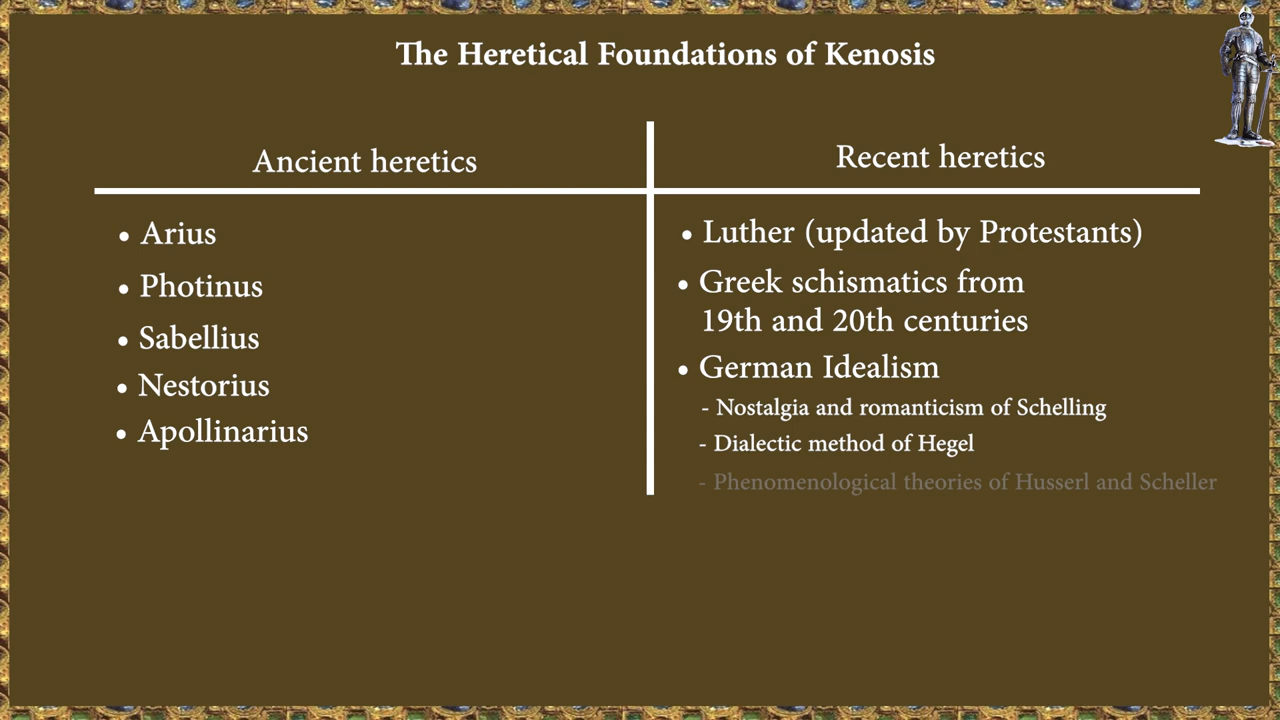 The Heretical Foundations of Kenosis
Ancient heretics
• Arius
• Photinus
• Sabellius
• Nestorius
• Apollinarius
Recent heretics
• Luther (updated by Protestants)
• Greek schismatics from
19th and 20th centuries
• German Idealism
- Nostalgia and romanticism of Schelling
- Dialectic method of Hegel
- Phenomenological theories of Husserl and Scheller